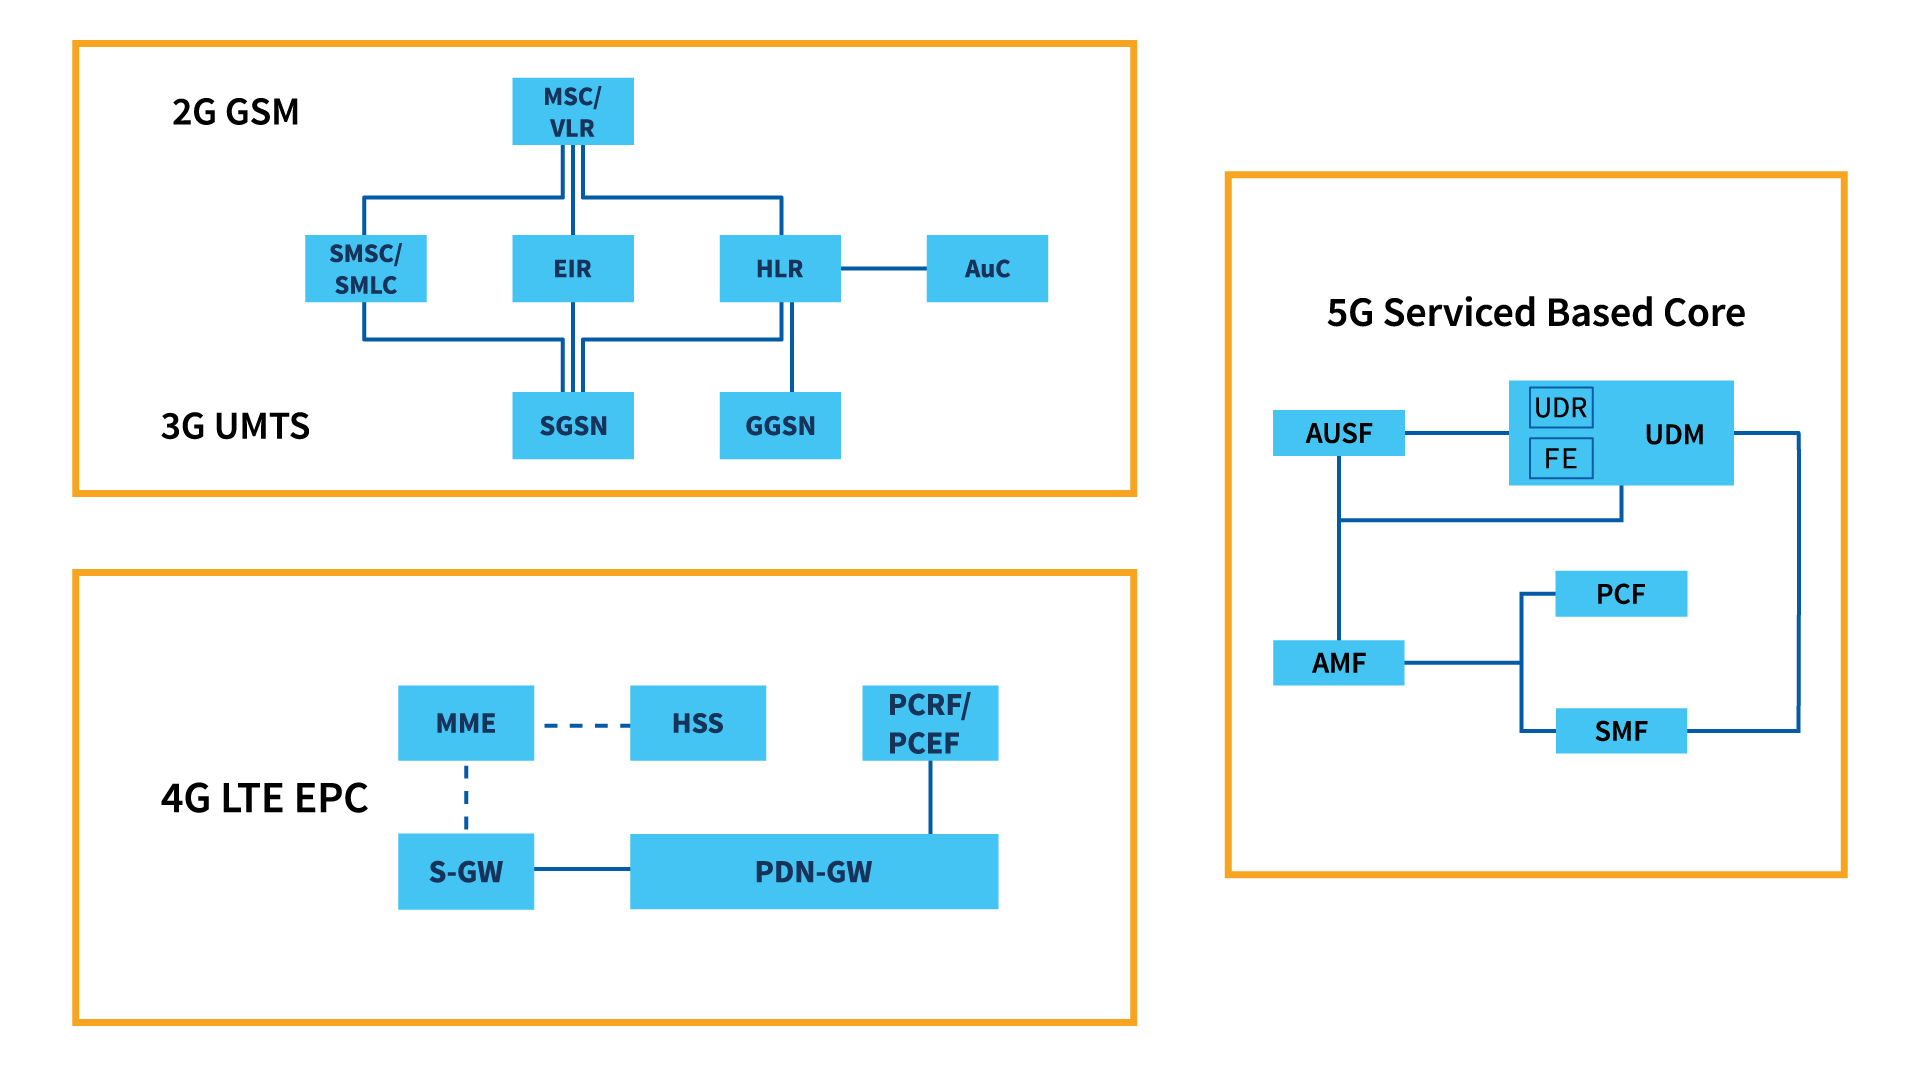 2G GSM
MSC/
VLR
SMSC/
SMLC
EIR
HLR
AuC
3G UMTS
SGSN
GGSN
4G LTE EPC
MME
HSS
PCRF/
PCEF
S-GW
PDN-GW
5G Serviced Based Core
AUSF
UDR
FE
UDM
PCF
AMF
SMF